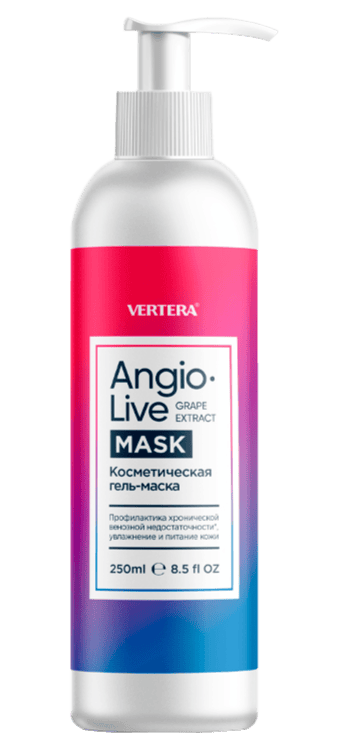 VERTERA®
Angio·
Live GRAPE
EXTRACT
MASK
Косметическая
гель-маска
Профилактика хронической
венозной недостаточности*,
увлажнение и питание кожи
250ml ℮ 8.5 fl OZ